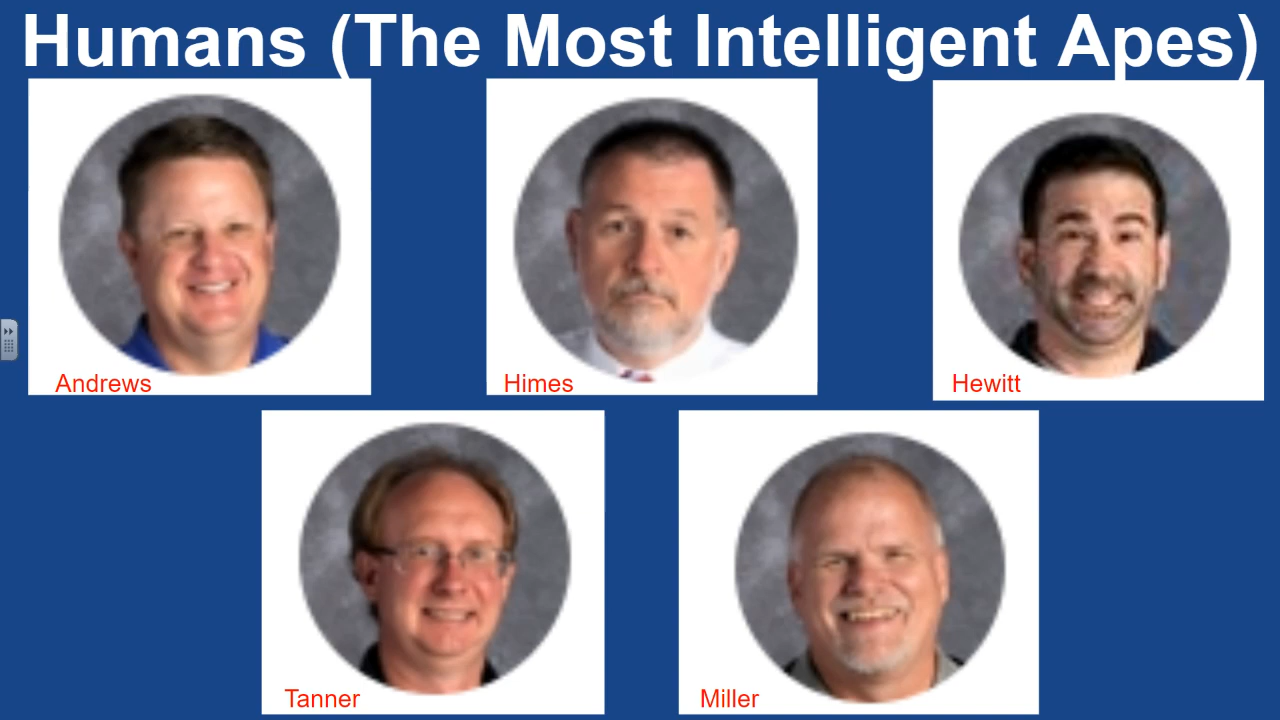 Humans (The Most Intelligent Apes)
Andrews
Himes
Hewitt
Tanner
Miller